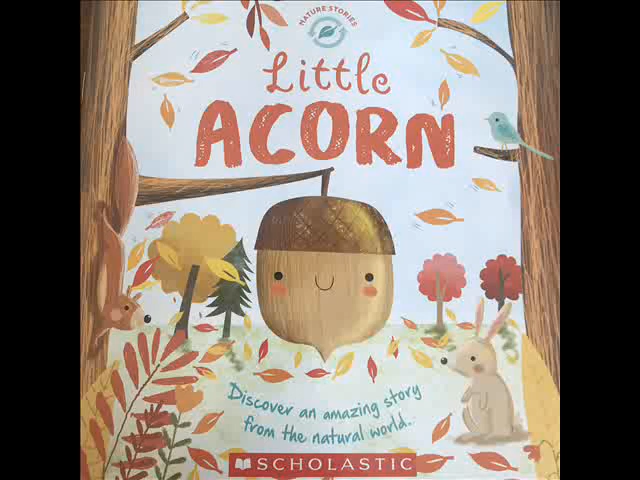 NATURE STORIES
Little
ACORN
Discover an amazing story
from the natural world.
SCHOLASTIC